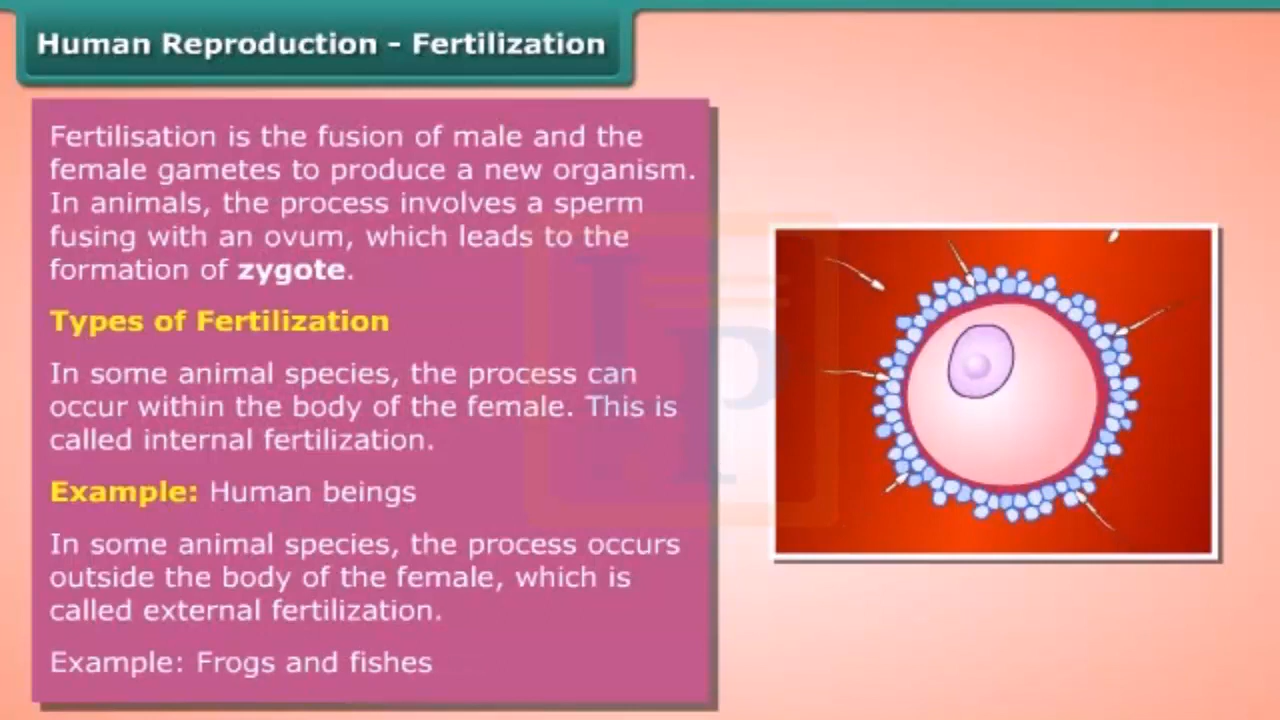 Human Reproduction - Fertilization
Fertilisation is the fusion of male and the
female gametes to produce a new organism.
In animals, the process involves a sperm
fusing with an ovum, which leads to the
formation of zygote.
Types of Fertilization
In some animal species, the process can
occur within the body of the female. This is
called internal fertilization.
Example: Human beings
In some animal species, the process occurs
outside the body of the female, which is
called external fertilization.
Example: Frogs and fishes